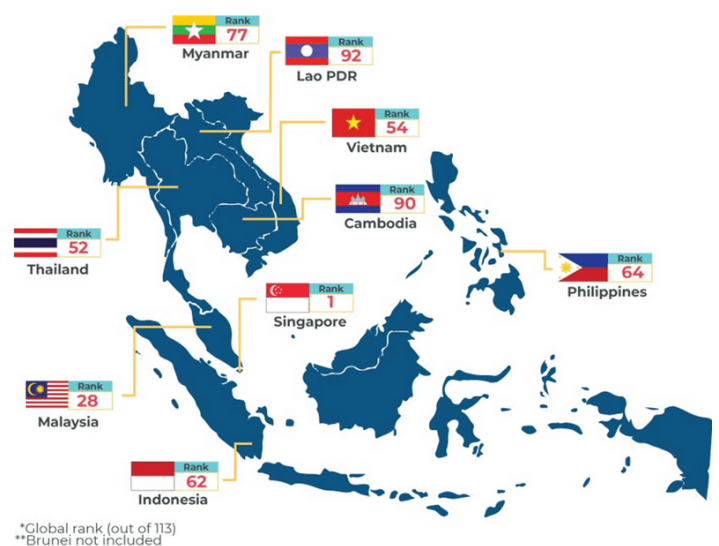 Rank
77
Myanmar
Rank
92
Lao PDR
Rank
54
Vietnam
Rank
90
Cambodia
Rank
52
Thailand
Rank
64
Philippines
Rank
1
Singapore
Rank
28
Malaysia
Rank
62
Indonesia
*Global rank (out of 113)
**Brunei not included